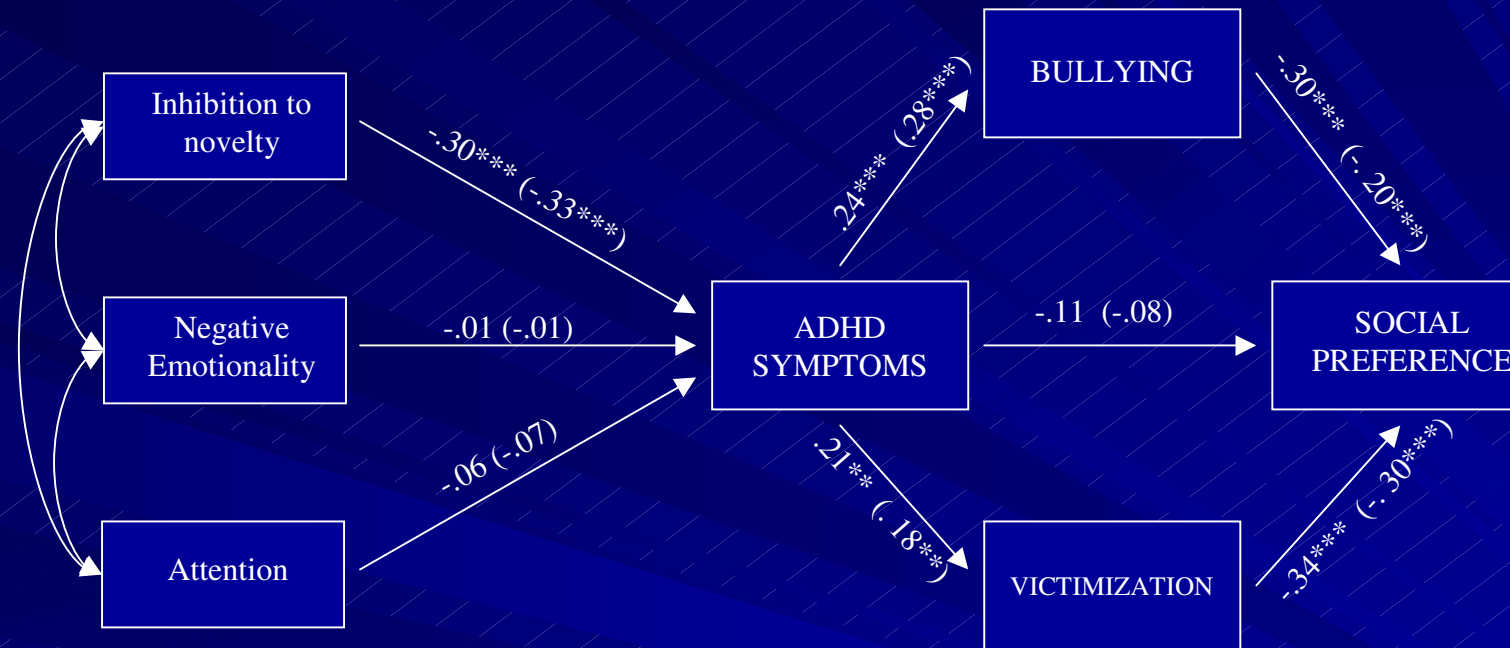 BULLYING
Inhibition to
novelty
-.30*** (-.33***)
.24*** (.28***)
-.30*** (-. 20***)
Negative
Emotionality
-.01 (-.01)
ADHD
SYMPTOMS
-.11 (-.08)
SOCIAL
PREFERENCE
-.06 (-.07)
.21** (. 18**)
-.34*** (-. 30***)
Attention
VICTIMIZATION